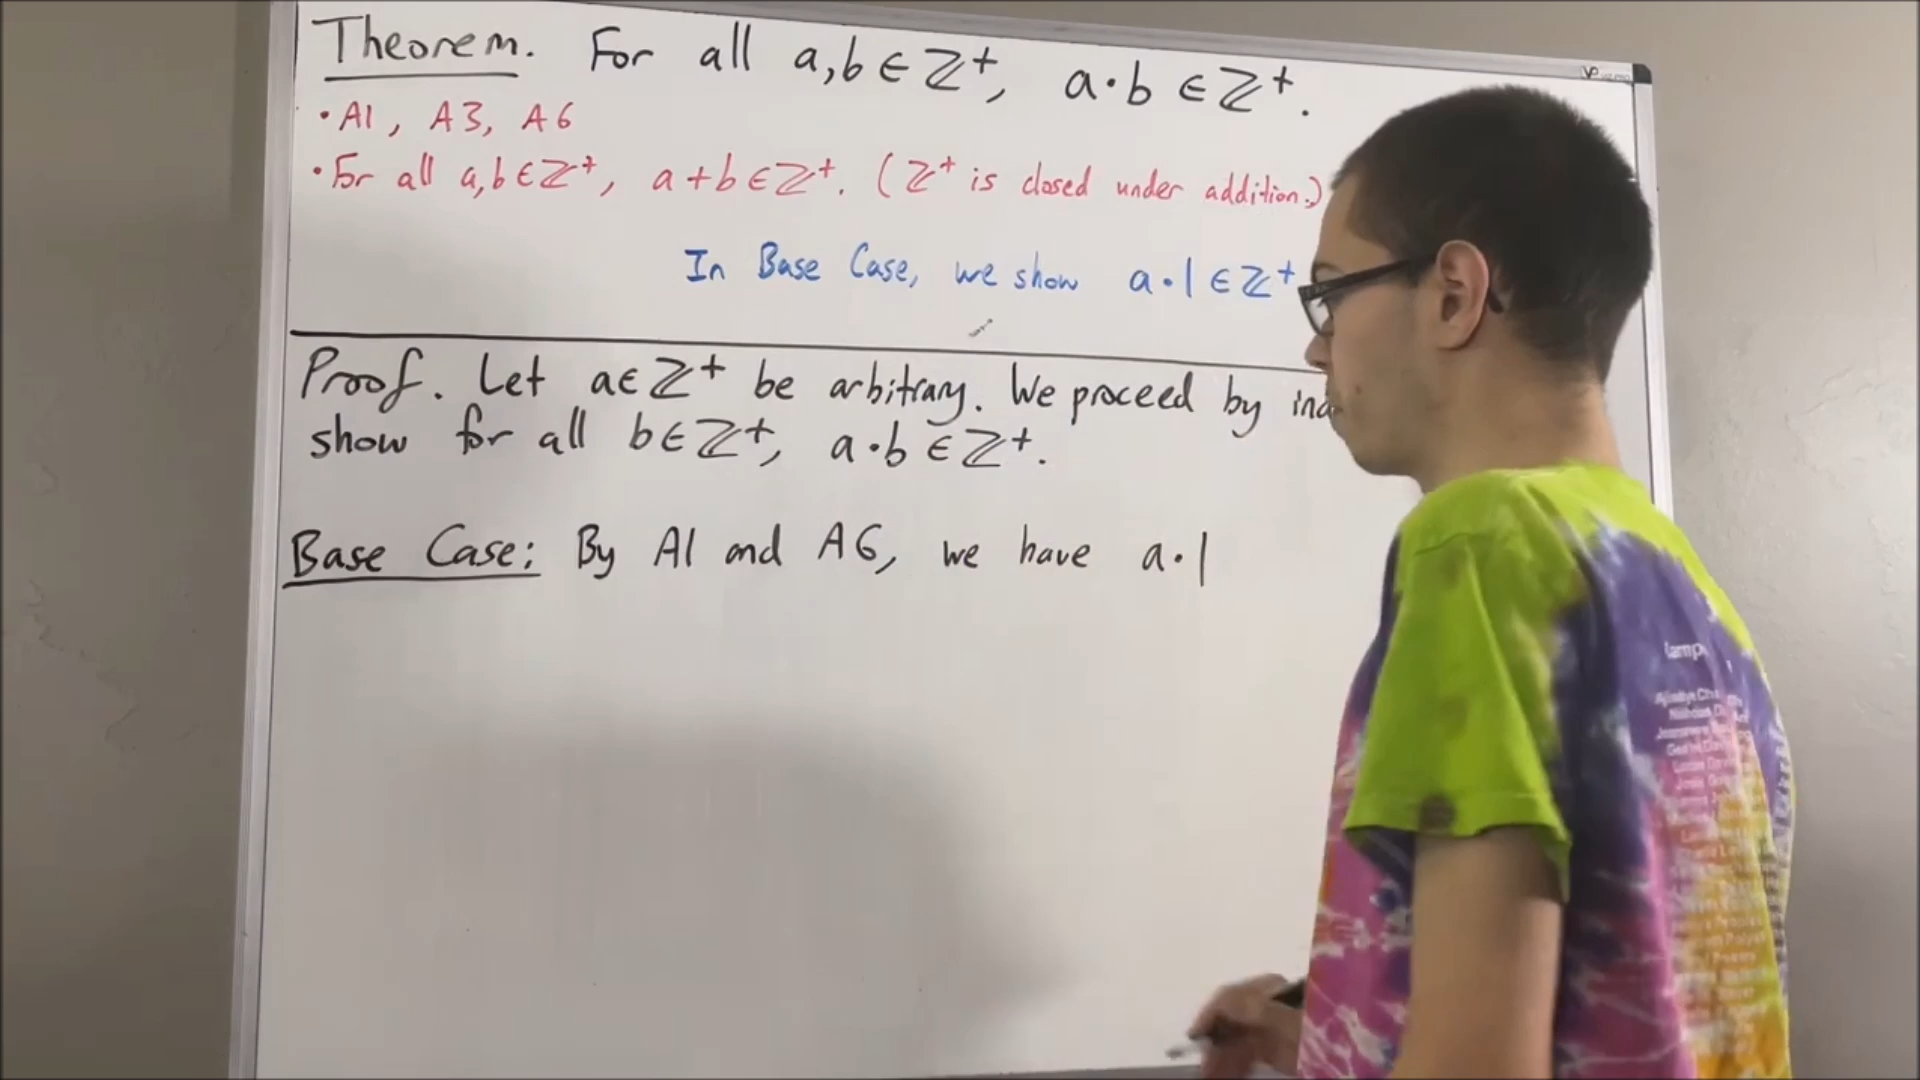 Theorem. For all a,b ∈ ℤ⁺, a·b ∈ ℤ⁺.
• A1, A3, A6
• For all a,b ∈ ℤ⁺, a+b ∈ ℤ⁺. (ℤ⁺ is closed under addition.)
In Base Case, we show a·1 ∈ ℤ⁺
Proof. Let a ∈ ℤ⁺ be arbitrary. We proceed by
show for all b ∈ ℤ⁺, a·b ∈ ℤ⁺.
Base Case: By A1 and A6, we have a·1